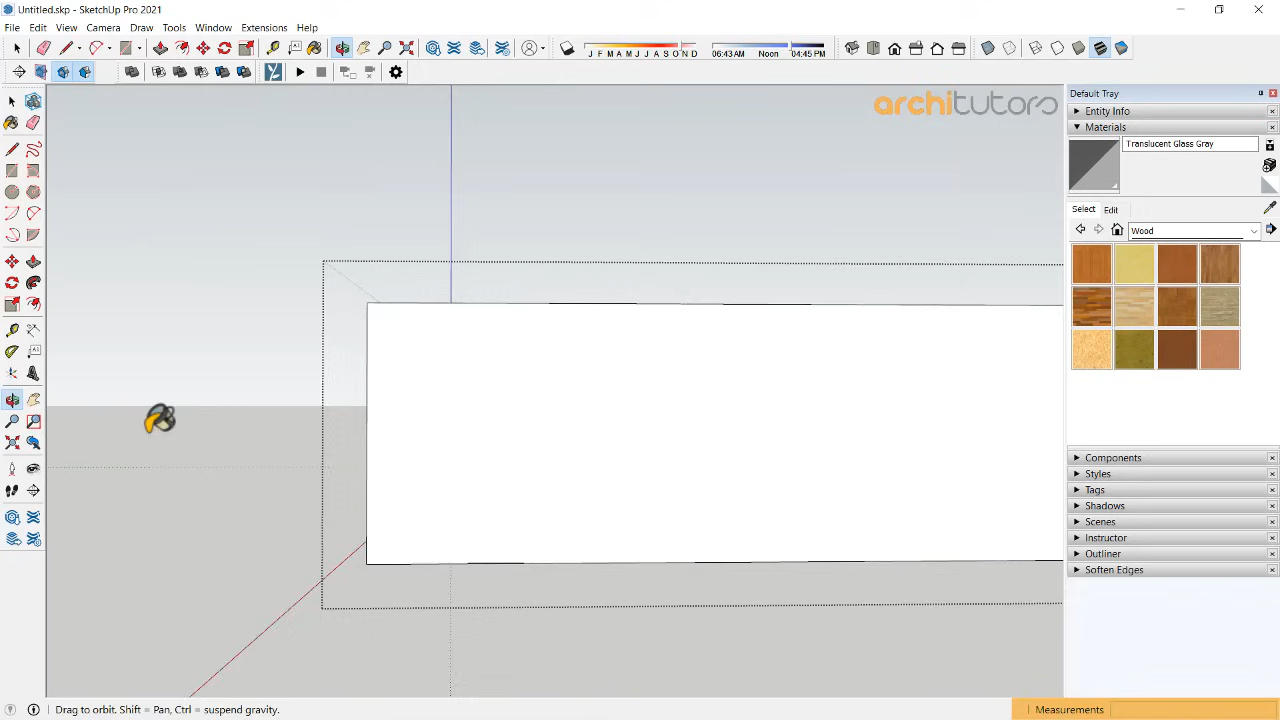 Untitled.skp - SketchUp Pro 2021
File Edit View Camera Draw Tools Window Extensions Help
J F M A M J J A S O N D 06:43 AM Noon 04:45 PM
architutors
Default Tray
Entity Info
Materials
Translucent Glass Gray
Select Edit
Wood
Components
Styles
Tags
Shadows
Scenes
Instructor
Outliner
Soften Edges
Drag to orbit. Shift = Pan, Ctrl = suspend gravity.
Measurements